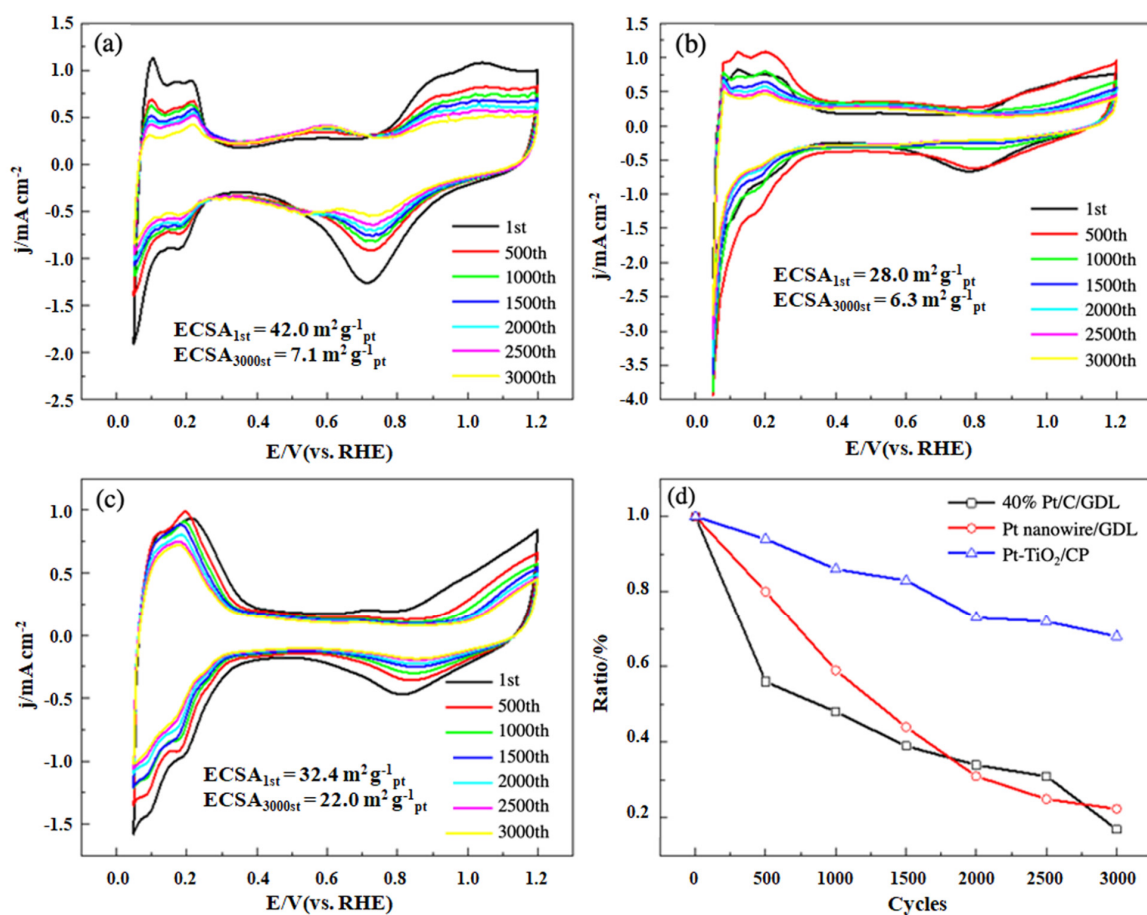 (a)
1.5
1.0
0.5
0.0
-0.5
-1.0
-1.5
-2.0
-2.5
j/mA cm-2
0.0 0.2 0.4 0.6 0.8 1.0 1.2
E/V(vs. RHE)
1st
500th
1000th
1500th
2000th
2500th
3000th
ECSA1st = 42.0 m2 g-1pt
ECSA3000st = 7.1 m2 g-1pt
(b)
1.5
1.0
0.5
0.0
-0.5
-1.0
-1.5
-2.0
-2.5
-3.0
-3.5
-4.0
j/mA cm-2
0.0 0.2 0.4 0.6 0.8 1.0 1.2
E/V(vs. RHE)
1st
500th
1000th
1500th
2000th
2500th
3000th
ECSA1st = 28.0 m2 g-1pt
ECSA3000st = 6.3 m2 g-1pt
(c)
1.0
0.5
0.0
-0.5
-1.0
-1.5
j/mA cm-2
0.0 0.2 0.4 0.6 0.8 1.0 1.2
E/V(vs. RHE)
1st
500th
1000th
1500th
2000th
2500th
3000th
ECSA1st = 32.4 m2 g-1pt
ECSA3000st = 22.0 m2 g-1pt
(d)
40% Pt/C/GDL
Pt nanowire/GDL
Pt-TiO2/CP
1.0
0.8
0.6
0.4
0.2
Ratio/%
0 500 1000 1500 2000 2500 3000
Cycles